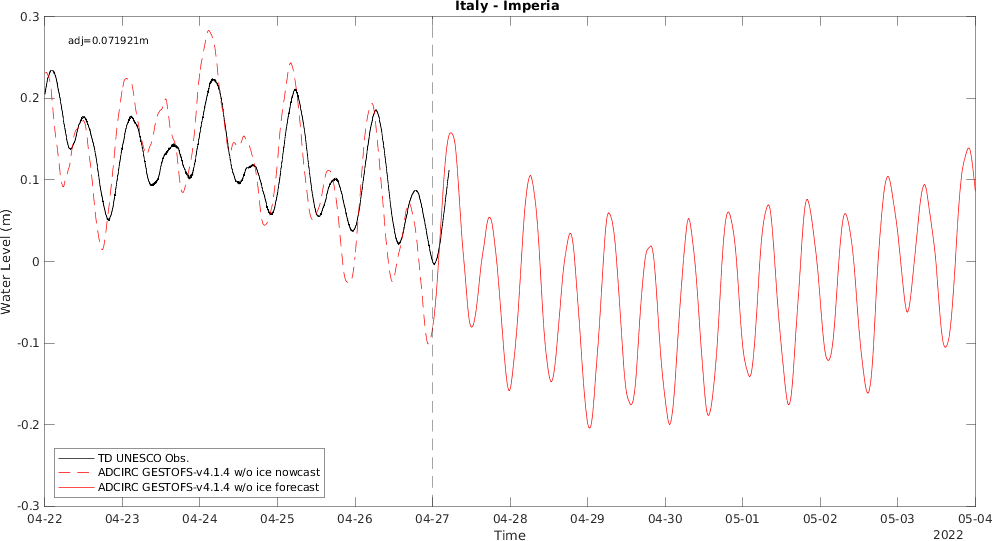 Italy - Imperia
adj=0.071921m
Water Level (m)
0.3
0.2
0.1
0
-0.1
-0.2
-0.3
TD UNESCO Obs.
ADCIRC GESTOFS-v4.1.4 w/o ice nowcast
ADCIRC GESTOFS-v4.1.4 w/o ice forecast
04-22 04-23 04-24 04-25 04-26 04-27 04-28 04-29 04-30 05-01 05-02 05-03 05-04
Time
2022